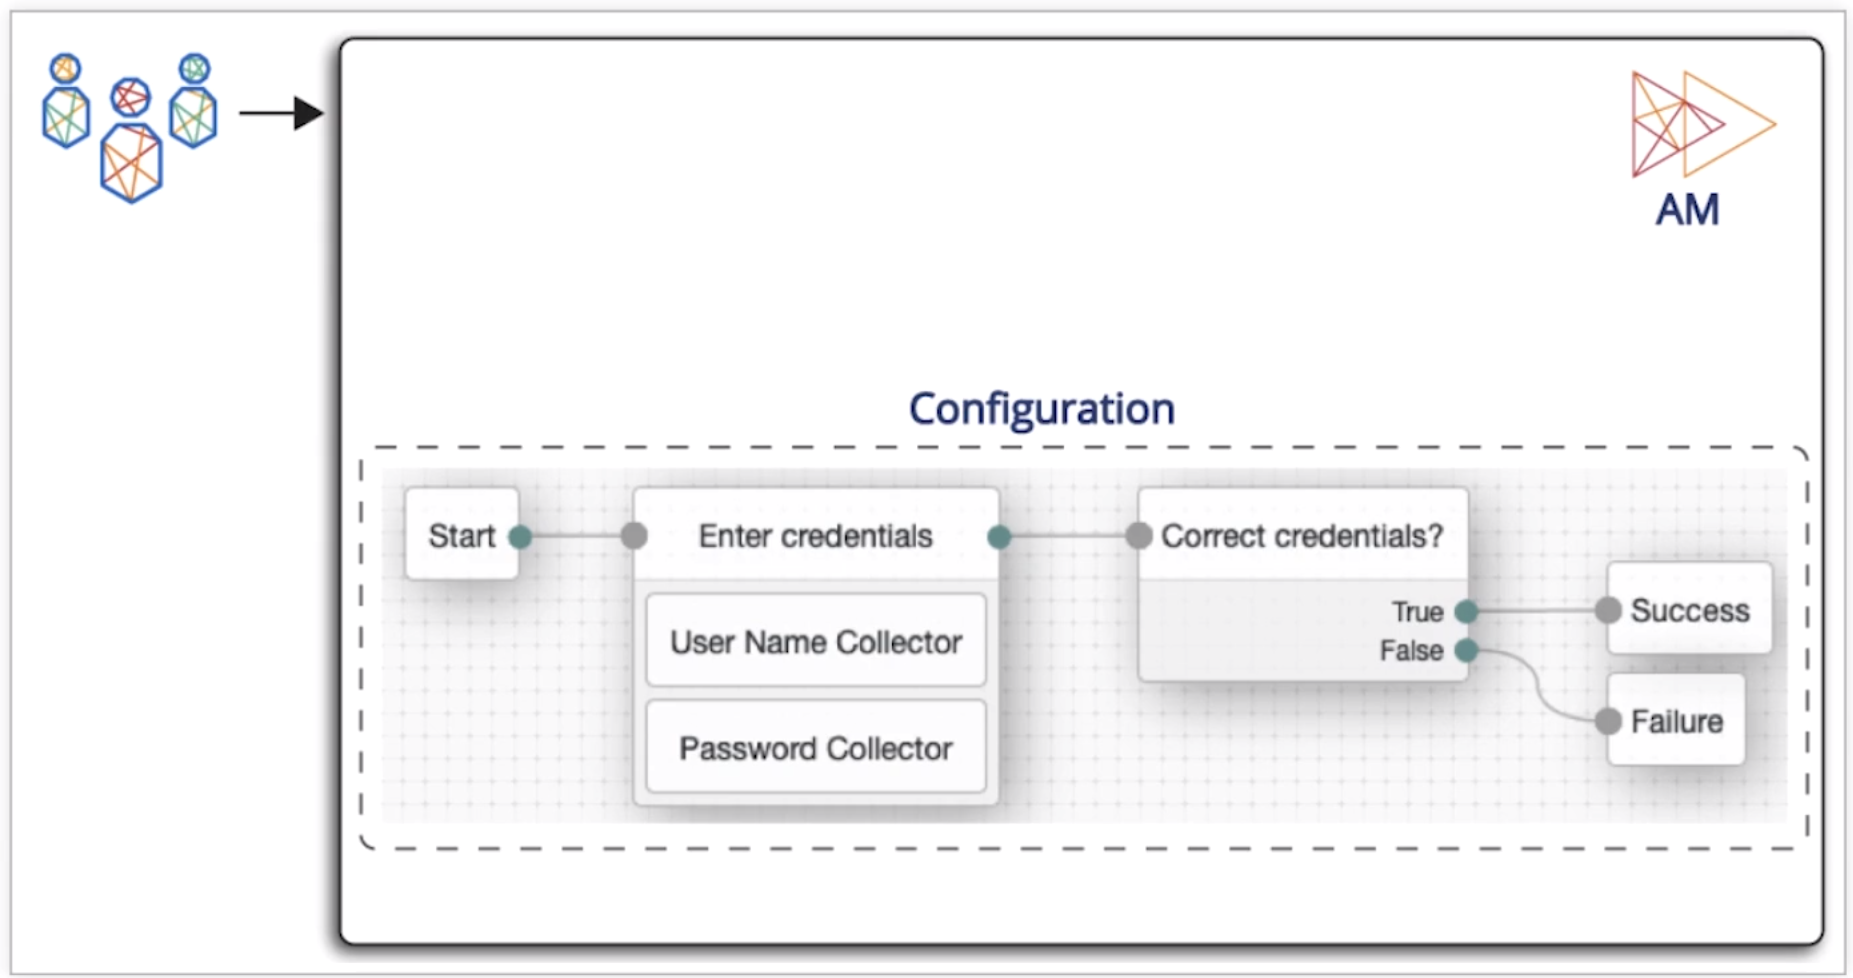 AM
Configuration
Start
Enter credentials
User Name Collector
Password Collector
Correct credentials?
True
False
Success
Failure